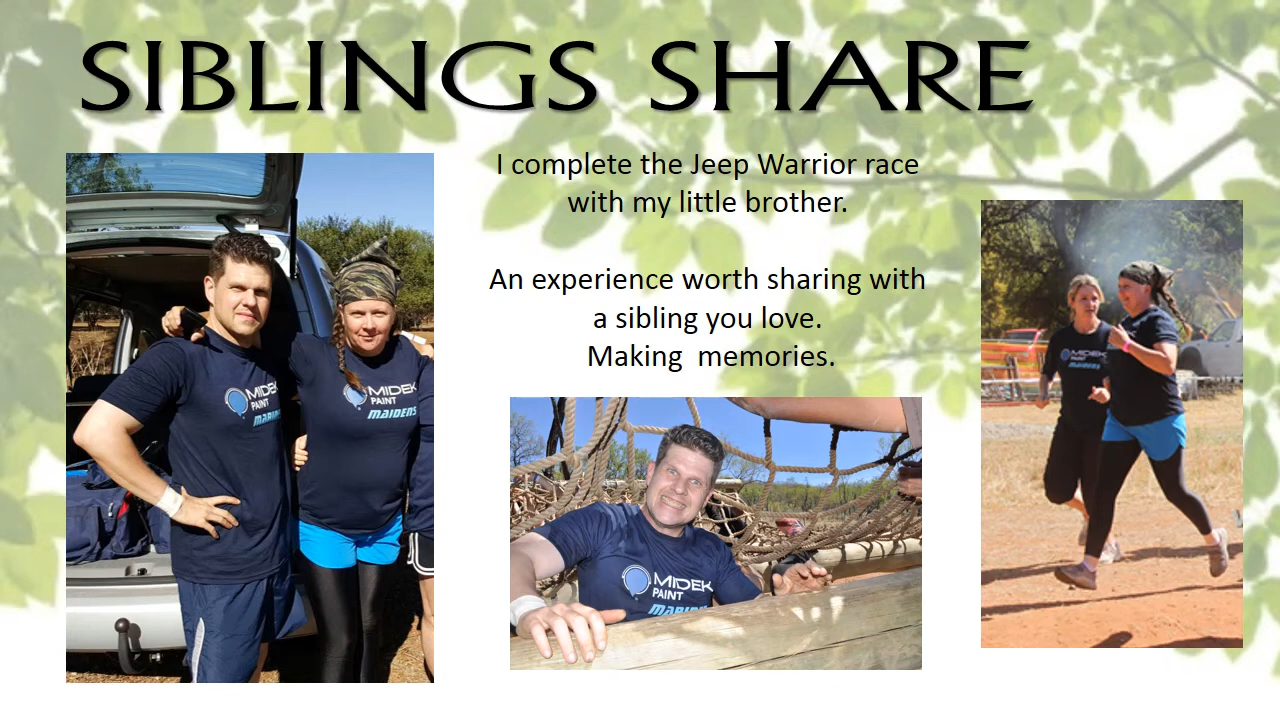 SIBLINGS SHARE
I complete the Jeep Warrior race
with my little brother.
An experience worth sharing with
a sibling you love.
Making  memories.
MIDEK
PAINT
MIDEK
PAINT
MAIDENS
MIDEK
PAINT
MIDEK
PAINT
MAIDENS